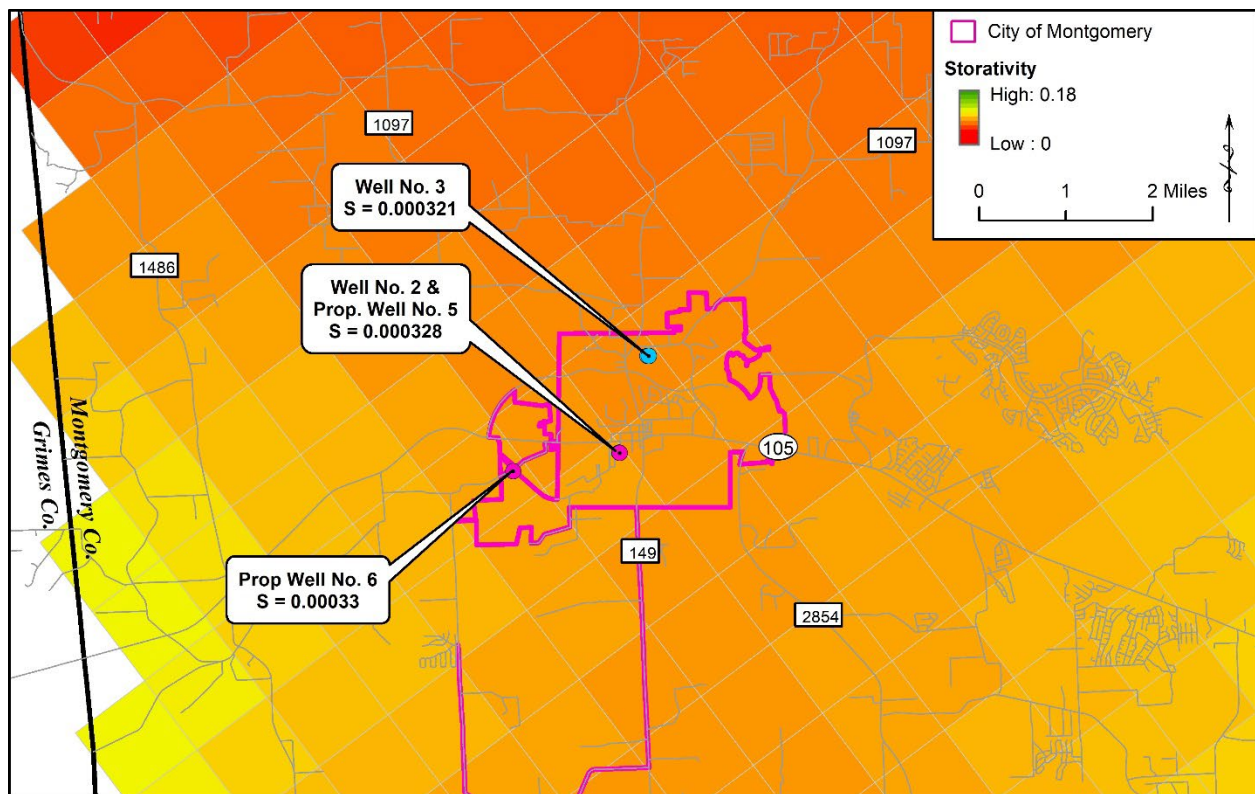 City of Montgomery
Storativity
High: 0.18
Low : 0
0 1 2 Miles
1097
1097
Well No. 3
S = 0.000321
1486
Well No. 2 &
Prop. Well No. 5
S = 0.000328
Montgomery Co.
Grimes Co.
105
149
Prop Well No. 6
S = 0.00033
2854